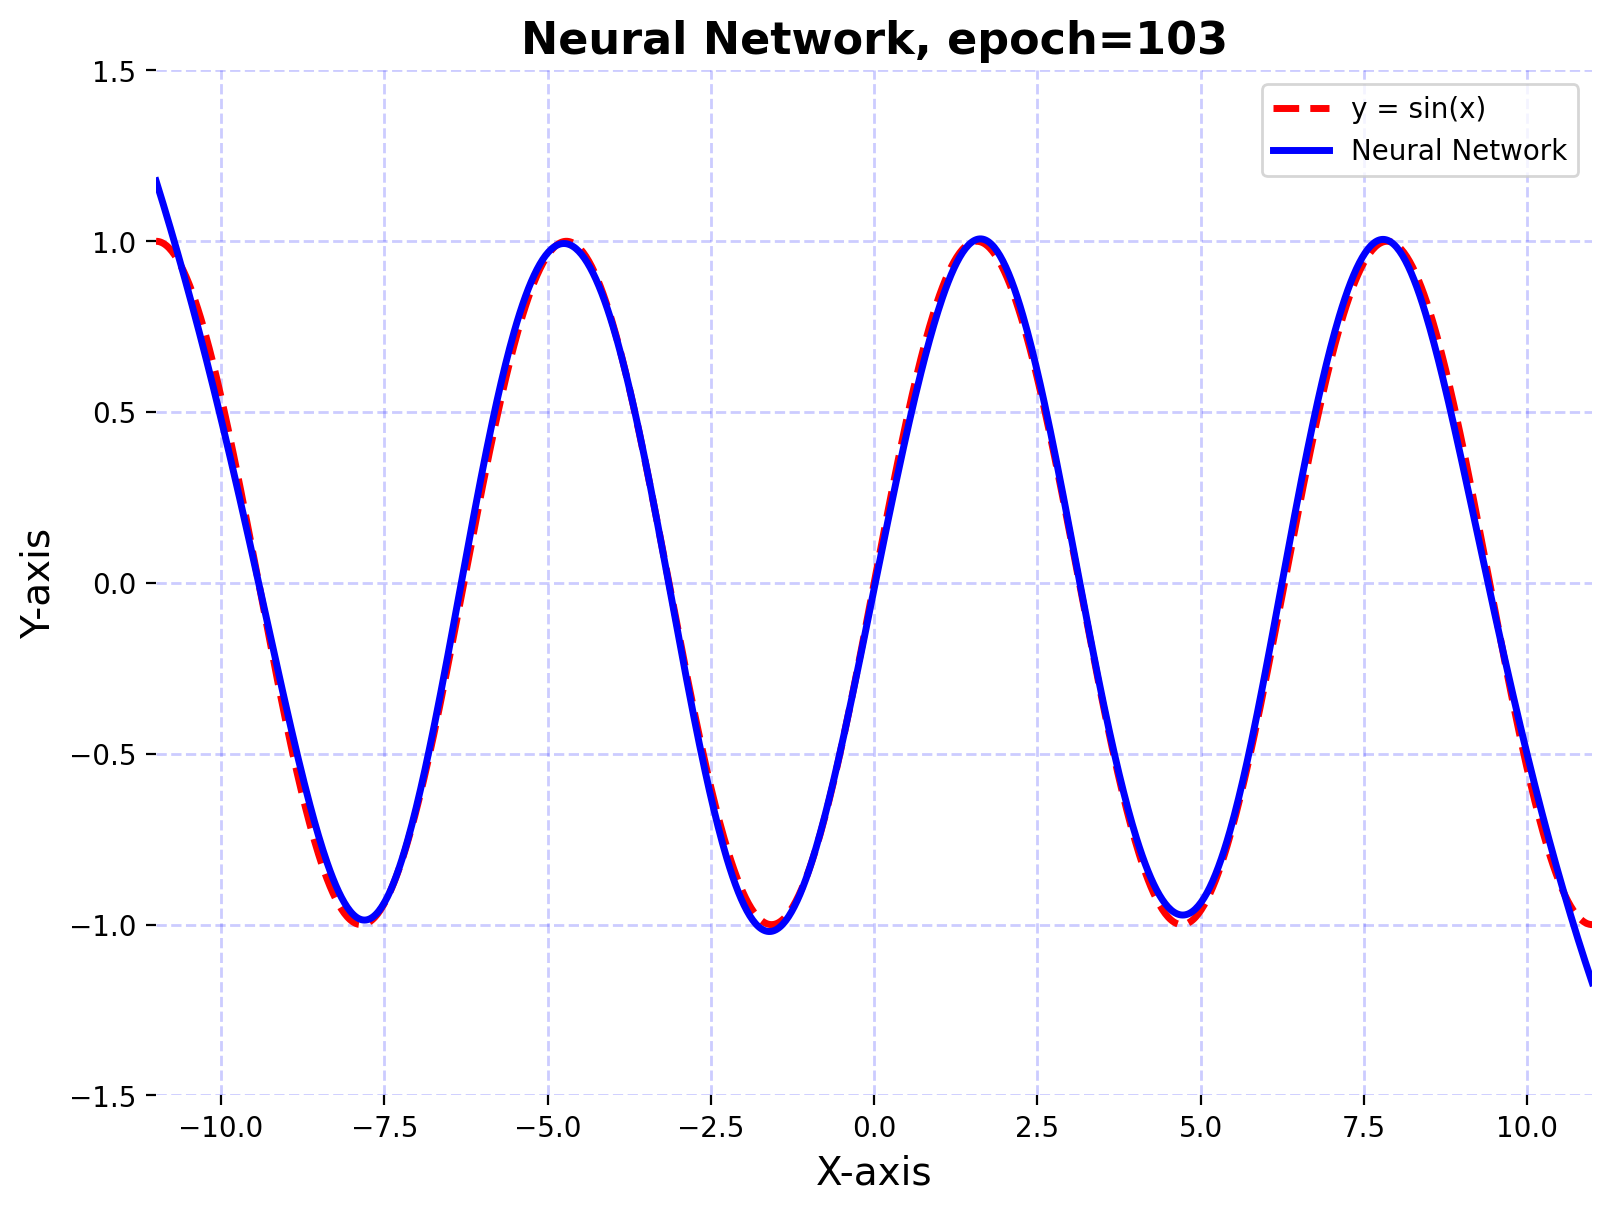 Neural Network, epoch=103
1.5
y = sin(x)
Neural Network
1.0
0.5
0.0
−0.5
−1.0
−1.5
Y-axis
−10.0 −7.5 −5.0 −2.5 0.0 2.5 5.0 7.5 10.0
X-axis